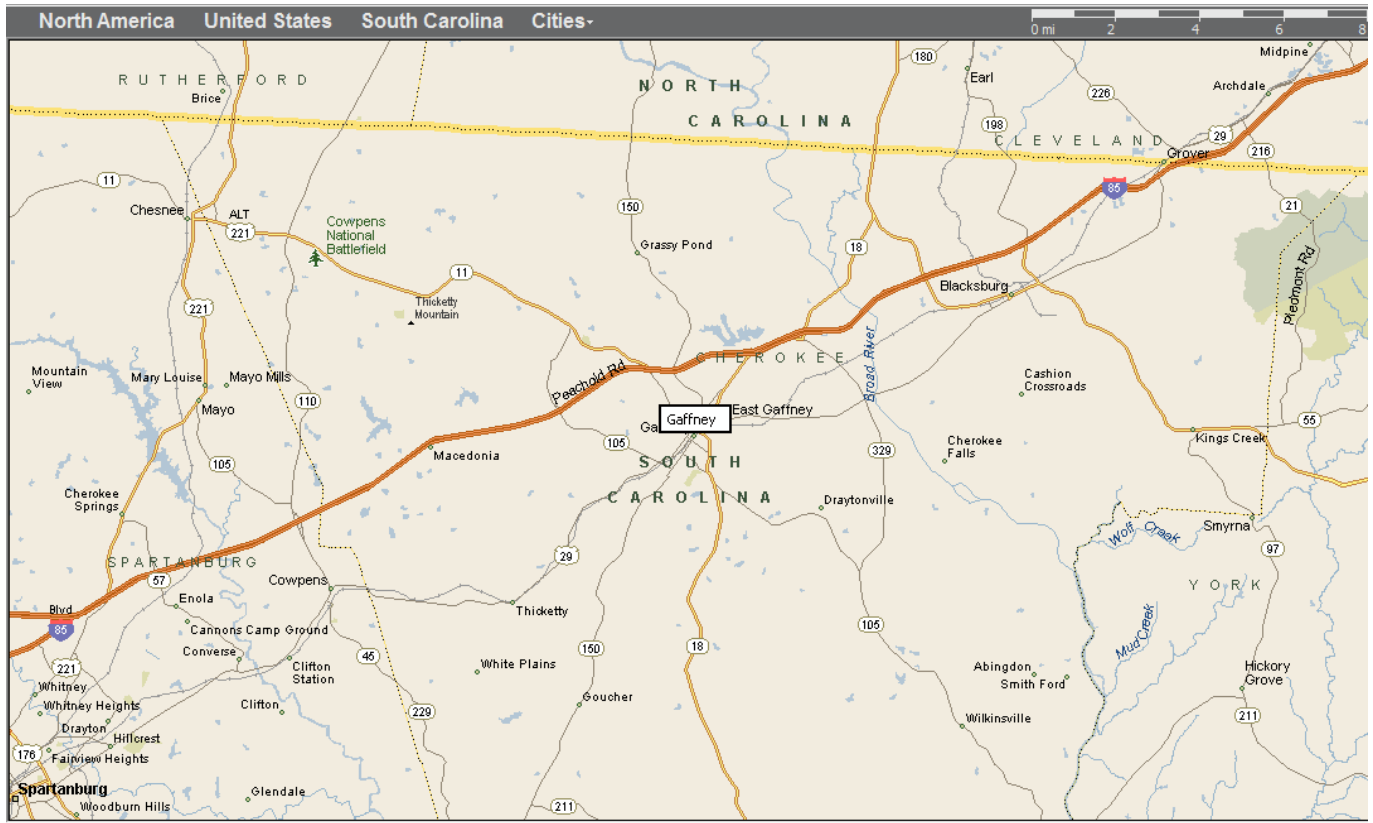 North America United States South Carolina Cities-
0 mi 2 4 6 8
RUTHERFORD
Brice
NORTH
CAROLINA
180
Earl
226
Midpine
Archdale
198
CLEVELAND
29
216
Grover
11
85
Chesnee
ALT
221
Cowpens
National
Battlefield
150
Grassy Pond
18
21
11
Thicketty
Mountain
221
Blacksburg
Piedmont Rd
Broad River
CHEROKEE
Peachold Rd
Mountain
View
Mary Louise
Mayo Mills
Mayo
110
Cashion
Crossroads
Gaffney
Ga
East Gaffney
55
Kings Creek
105
Macedonia
105
329
Cherokee
Falls
SOUTH
CAROLINA
Cherokee
Springs
Draytonville
Wolf Creek
Smyrna
97
SPARTANBURG
57
29
Cowpens
YORK
Enola
Thicketty
Blvd
85
Cannons Camp Ground
105
Mud Creek
Converse
221
Clifton
Station
45
White Plains
150
18
Abingdon
Smith Ford
Hickory
Grove
Whitney
Whitney Heights
Clifton
229
Goucher
Wilkinsville
211
Drayton
Hillcrest
176
Fairview Heights
Spartanburg
Glendale
Woodburn Hills
211